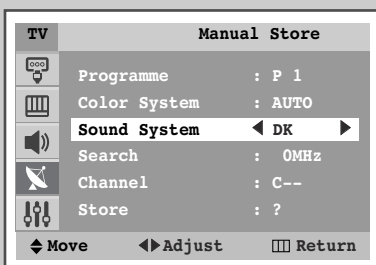 TV Manual Store
Programme : P 1
Color System : AUTO
Sound System ◀ DK ▶
Search : 0MHz
Channel : C--
Store : ?
Move Adjust Return